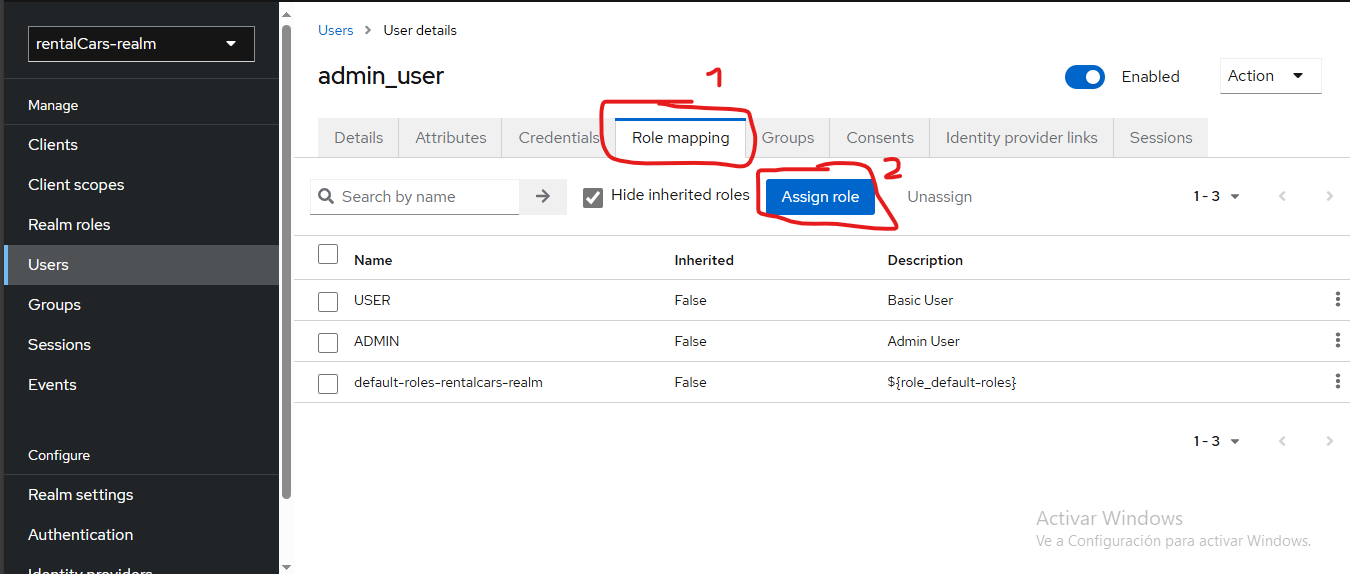 rentalCars-realm
Manage
Clients
Client scopes
Realm roles
Users
Groups
Sessions
Events
Configure
Realm settings
Authentication
Identity providers
Users > User details
admin_user
1
Enabled
Action
Details Attributes Credentials Role mapping Groups Consents Identity provider links Sessions
2
Search by name Hide inherited roles Assign role Unassign 1 - 3
Name Inherited Description
USER False Basic User
ADMIN False Admin User
default-roles-rentalcars-realm False ${role_default-roles}
1 - 3
Activar Windows
Ve a Configuración para activar Windows.